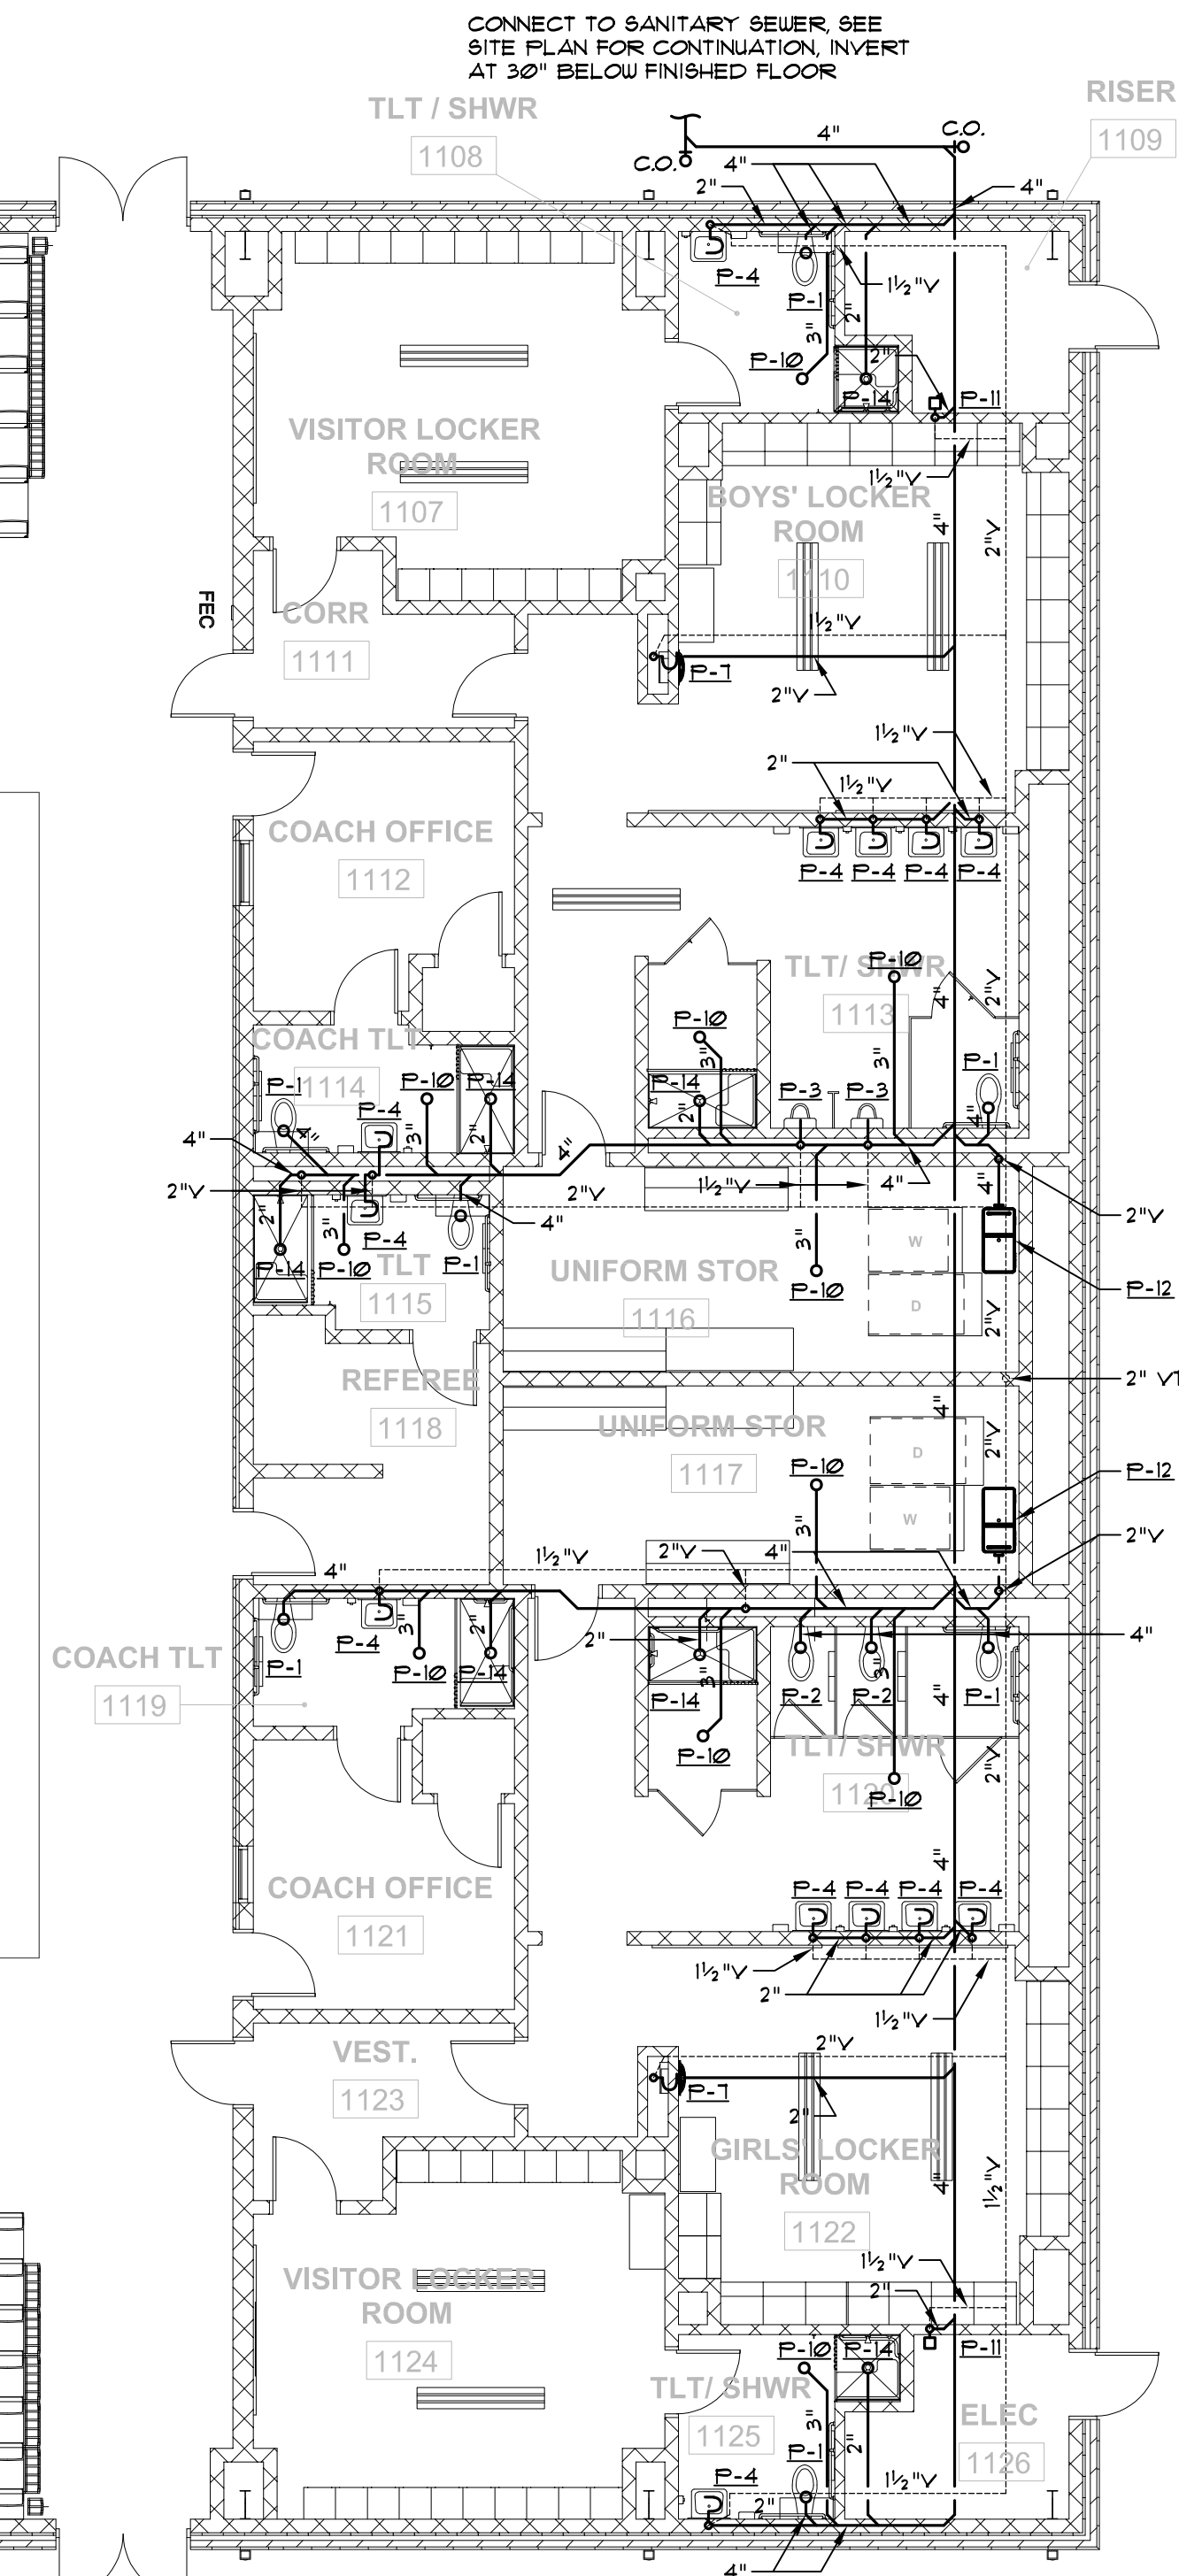 CONNECT TO SANITARY SEWER, SEE
SITE PLAN FOR CONTINUATION, INVERT
AT 30" BELOW FINISHED FLOOR
RISER
1109
TLT / SHWR
1108
4"
C.O.
C.O.
4"
2"
4"
P-4
P-1
1½"V
3"
2"
P-10
2"
P-14
P-11
1½"V
VISITOR LOCKER
ROOM
1107
BOYS' LOCKER
ROOM
1110
4"
2"V
FEC
CORR
1111
1½"V
P-7
2"V
1½"V
2"
1½"V
COACH OFFICE
1112
P-4
P-4
P-4
P-4
TLT/ SHWR
1113
P-10
4"
2"V
P-10
3"
3"
P-1
COACH TLT
1114
P-1
P-10
P-14
P-14
P-3
P-3
P-4
4"
3"
2"
2"
4"
4"
4"
2"V
2"V
1½"V
4"
4"
2"V
2"
3"
4"
P-4
P-14
P-10
P-1
TLT
1115
UNIFORM STOR
1116
3"
P-10
W
D
P-12
2"V
REFEREE
1118
2" VT
UNIFORM STOR
1117
4"
2"V
D
W
P-10
3"
P-12
2"V
1½"V
2"V
4"
4"
COACH TLT
1119
P-1
P-4
3"
P-10
2"
P-14
2"
P-14
3"
P-10
P-2
P-2
3"
P-1
4"
4"
2"V
TLT/ SHWR
1120
P-10
COACH OFFICE
1121
4"
P-4
P-4
P-4
P-4
1½"V
2"
1½"V
VEST.
1123
2"V
P-7
2"
GIRLS' LOCKER
ROOM
1122
4"
1½"V
1½"V
2"
VISITOR LOCKER
ROOM
1124
P-10
P-14
P-11
TLT/ SHWR
1125
ELEC
1126
3"
2"
P-1
P-4
1½"V
2"
4"